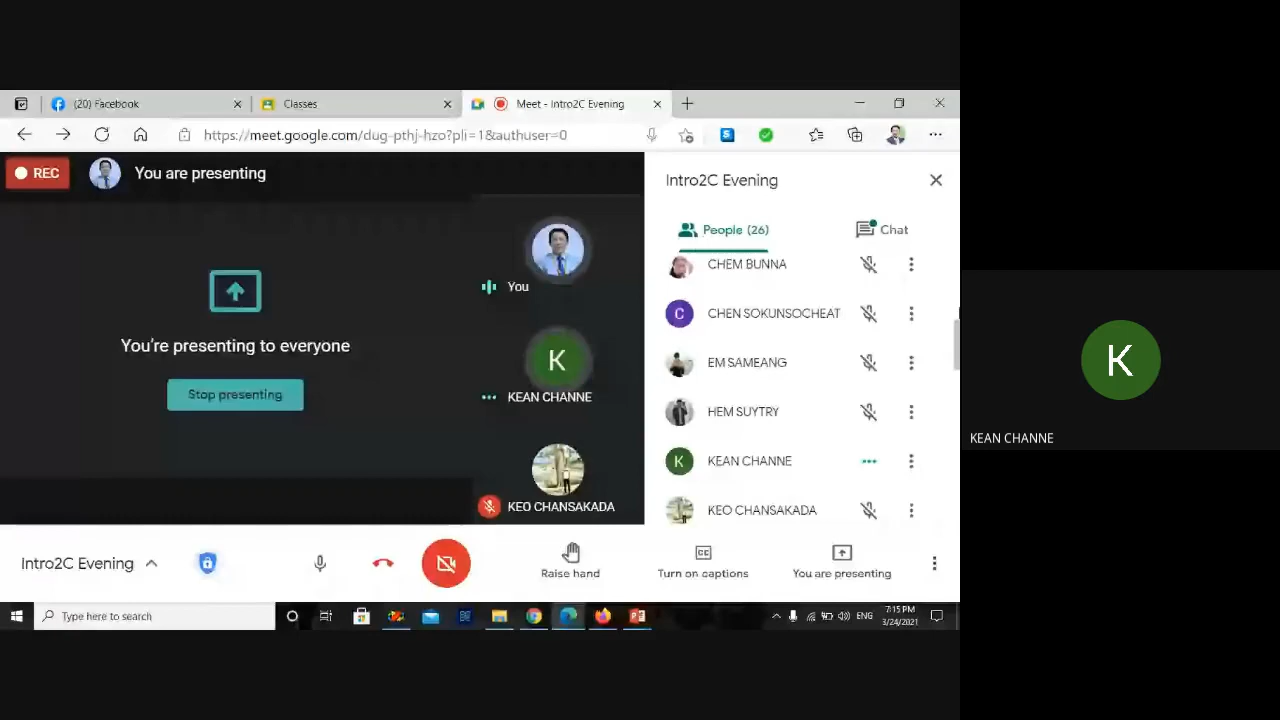 (20) Facebook
Classes
Meet - Intro2C Evening
https://meet.google.com/dug-pthj-hzo?pli=1&authuser=0
REC
You are presenting
Intro2C Evening
People (26)
Chat
You're presenting to everyone
Stop presenting
You
K
KEAN CHANNE
KEO CHANSAKADA
CHEM BUNNA
C
CHEN SOKUNSOCHEAT
EM SAMEANG
HEM SUYTRY
K
KEAN CHANNE
KEO CHANSAKADA
Intro2C Evening
Raise hand
CC
Turn on captions
You are presenting
Type here to search
ENG
7:15 PM
3/24/2021
K
KEAN CHANNE